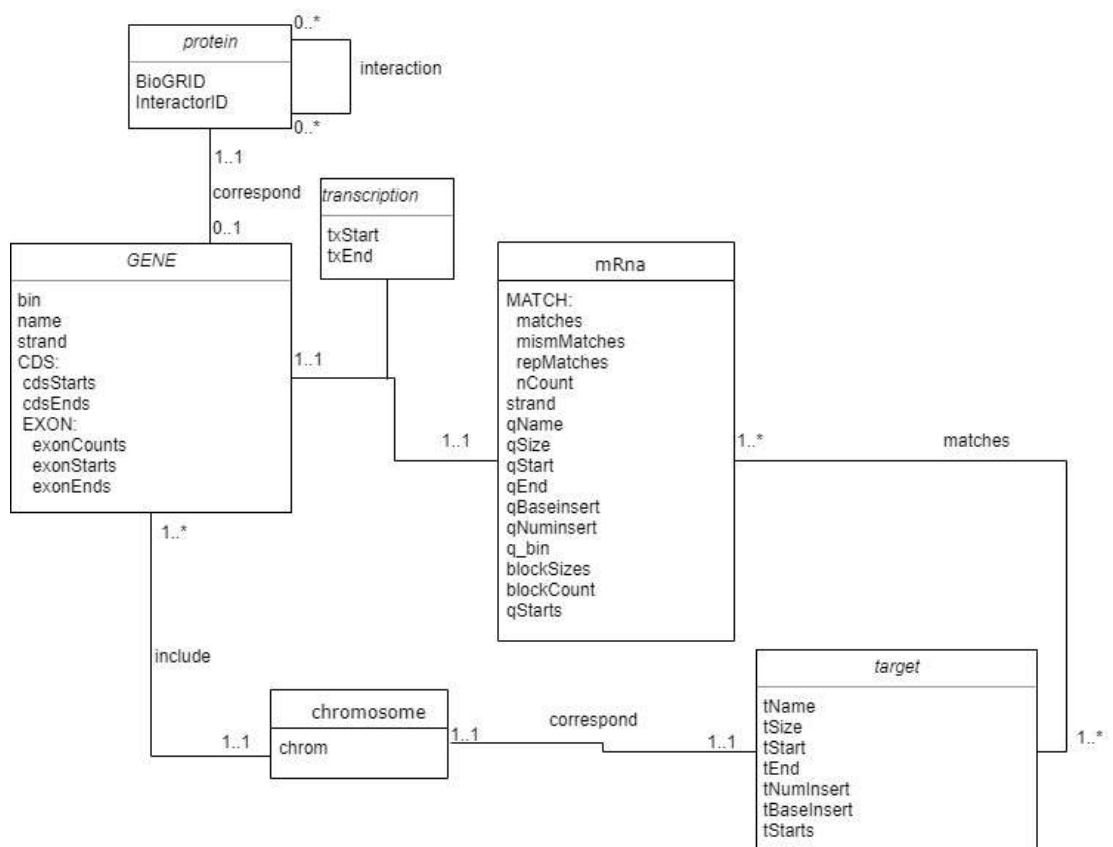 0..*
protein
interaction
BioGRID
InteractorID
0..*
1..1
correspond
0..1
transcription
txStart
txEnd
GENE
bin
name
strand
CDS:
cdsStarts
cdsEnds
EXON:
exonCounts
exonStarts
exonEnds
1..1
1..1
mRna
MATCH:
matches
mismMatches
repMatches
nCount
strand
qName
qSize
qStart
qEnd
qBaseinsert
qNuminsert
q_bin
blockSizes
blockCount
qStarts
1..*
matches
1..*
include
1..1
chromosome
chrom
1..1
correspond
1..1
target
tName
tSize
tStart
tEnd
tNumInsert
tBaseInsert
tStarts
1..*